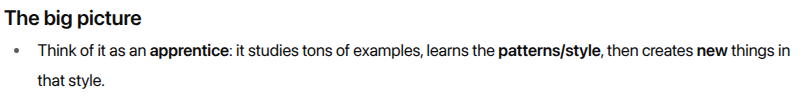 The big picture
• Think of it as an apprentice: it studies tons of examples, learns the patterns/style, then creates new things in
that style.